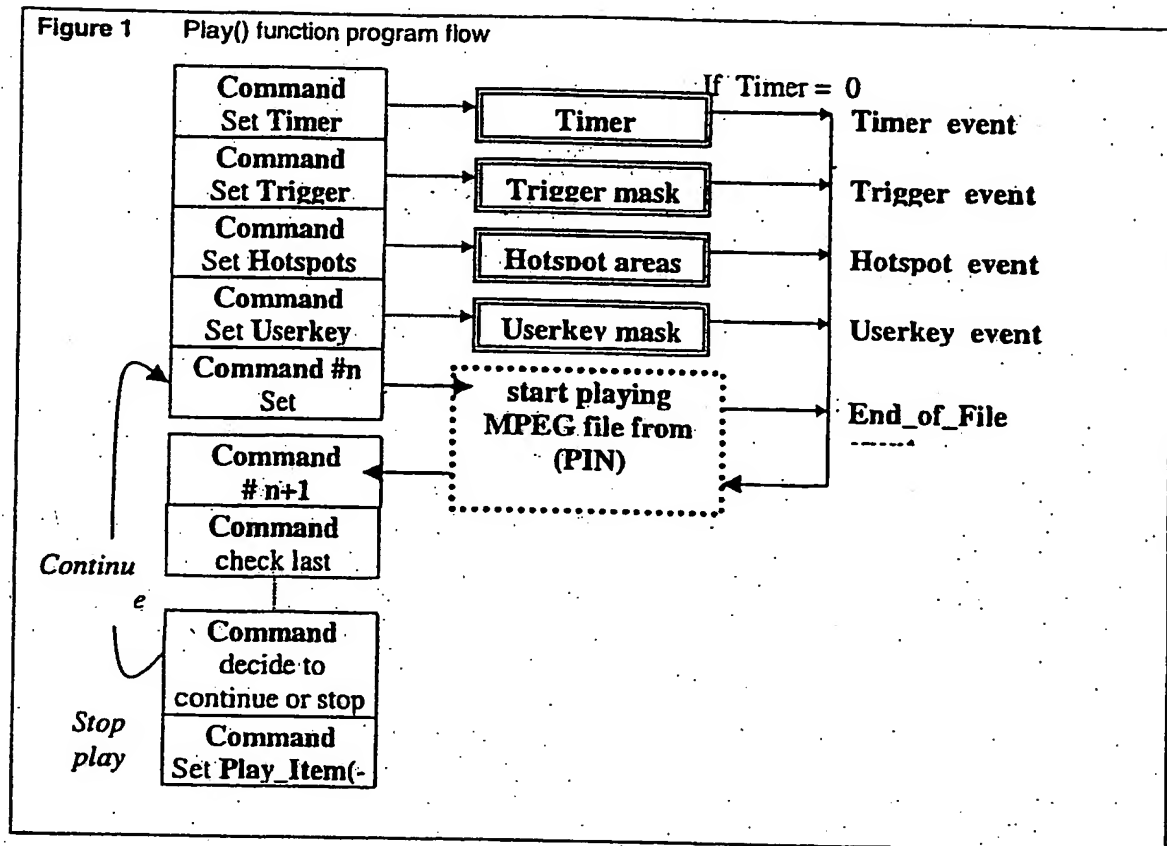 Figure 1 Play() function program flow
Command
Set Timer
Timer
If Timer = 0
Timer event
Command
Set Trigger
Trigger mask
Trigger event
Command
Set Hotspots
Hotspot areas
Hotspot event
Command
Set Userkey
Userkey mask
Userkey event
Command #n
Set
start playing
MPEG file from
(PIN)
End_of_File
Command
# n+1
Command
check last
Continu
e
Command
decide to
continue or stop
Stop
play
Command
Set Play_Item(-